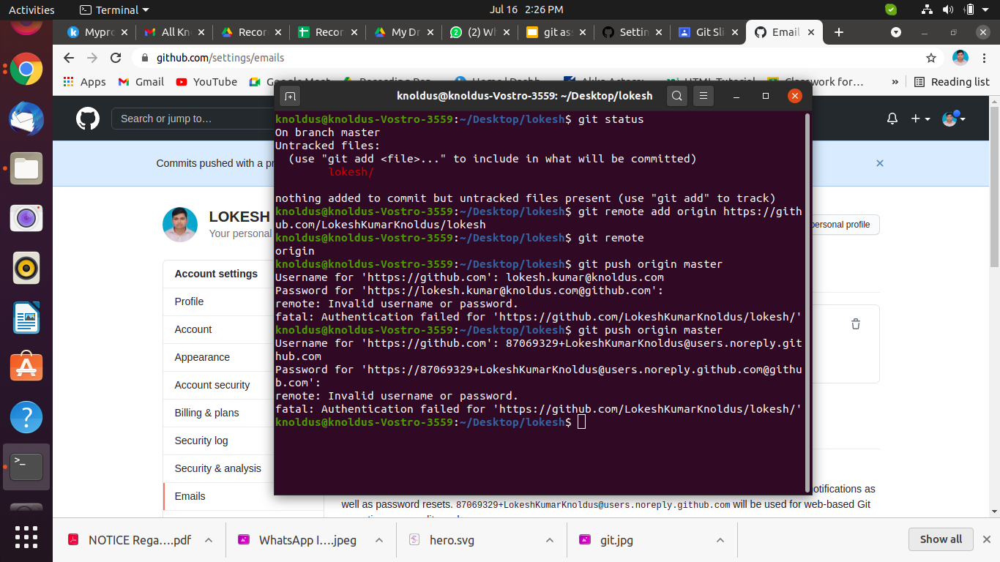 Activities
Terminal
Jul 16 2:26 PM
Mypro
All Kn
Recor
Recor
My Dr
(2) Wh
git ass
Settin
Git Sli
Email
github.com/settings/emails
Apps
Gmail
YouTube
Google Meet
Classwork for…
»
Reading list
knoldus@knoldus-Vostro-3559: ~/Desktop/lokesh
Search or jump to…
Commits pushed with a pr
LOKESH
Your personal
personal profile
Account settings
Profile
Account
Appearance
Account security
Billing & plans
Security log
Security & analysis
Emails
knoldus@knoldus-Vostro-3559:~/Desktop/lokesh$ git status
On branch master
Untracked files:
(use "git add <file>..." to include in what will be committed)
lokesh/
nothing added to commit but untracked files present (use "git add" to track)
knoldus@knoldus-Vostro-3559:~/Desktop/lokesh$ git remote add origin https://gith
ub.com/LokeshKumarKnoldus/lokesh
knoldus@knoldus-Vostro-3559:~/Desktop/lokesh$ git remote
origin
knoldus@knoldus-Vostro-3559:~/Desktop/lokesh$ git push origin master
Username for 'https://github.com': lokesh.kumar@knoldus.com
Password for 'https://lokesh.kumar@knoldus.com@github.com':
remote: Invalid username or password.
fatal: Authentication failed for 'https://github.com/LokeshKumarKnoldus/lokesh/'
knoldus@knoldus-Vostro-3559:~/Desktop/lokesh$ git push origin master
Username for 'https://github.com': 87069329+LokeshKumarKnoldus@users.noreply.git
hub.com
Password for 'https://87069329+LokeshKumarKnoldus@users.noreply.github.com@githu
b.com':
remote: Invalid username or password.
fatal: Authentication failed for 'https://github.com/LokeshKumarKnoldus/lokesh/'
knoldus@knoldus-Vostro-3559:~/Desktop/lokesh$
notifications as
well as password resets. 87069329+LokeshKumarKnoldus@users.noreply.github.com will be used for web-based Git
NOTICE Rega….pdf
WhatsApp I….jpeg
hero.svg
git.jpg
Show all